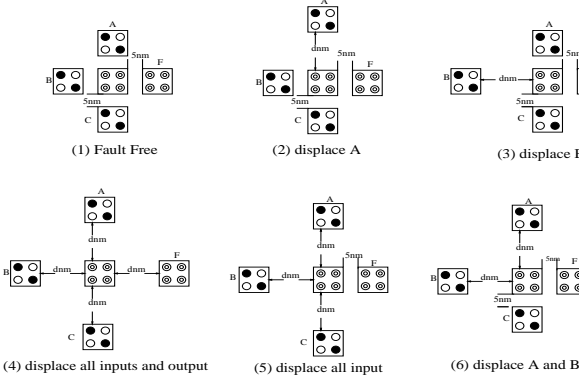 A
5nm
B
F
5nm
C
(1) Fault Free
A
dnm
5nm
B
F
5nm
C
(2) displace A
A
5nm
B
dnm
5nm
C
(3) displace B
A
dnm
B
dnm
dnm
F
dnm
C
(4) displace all inputs and output
A
dnm
5nm
F
B
dnm
dnm
C
(5) displace all input
A
dnm
5nm
F
B
dnm
5nm
C
(6) displace A and B